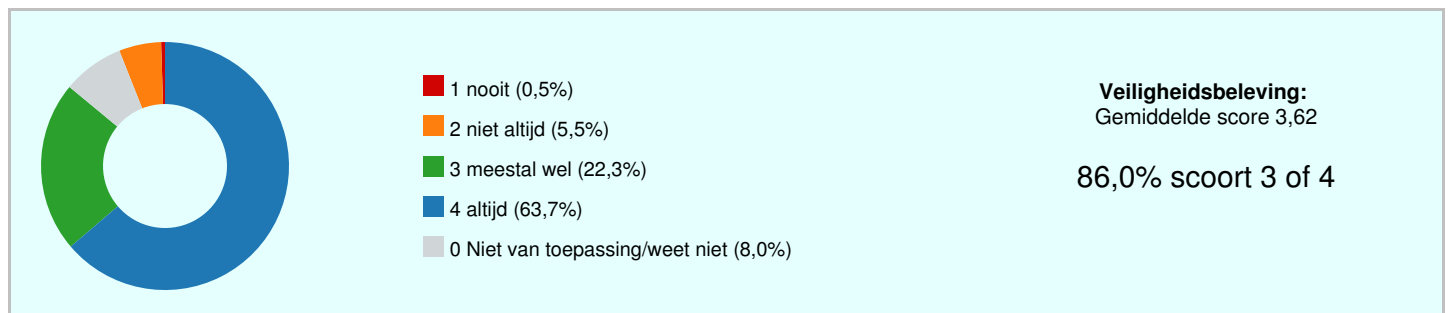 1 nooit (0,5%)
2 niet altijd (5,5%)
3 meestal wel (22,3%)
4 altijd (63,7%)
0 Niet van toepassing/weet niet (8,0%)
Veiligheidsbeleving:
Gemiddelde score 3,62
86,0% scoort 3 of 4